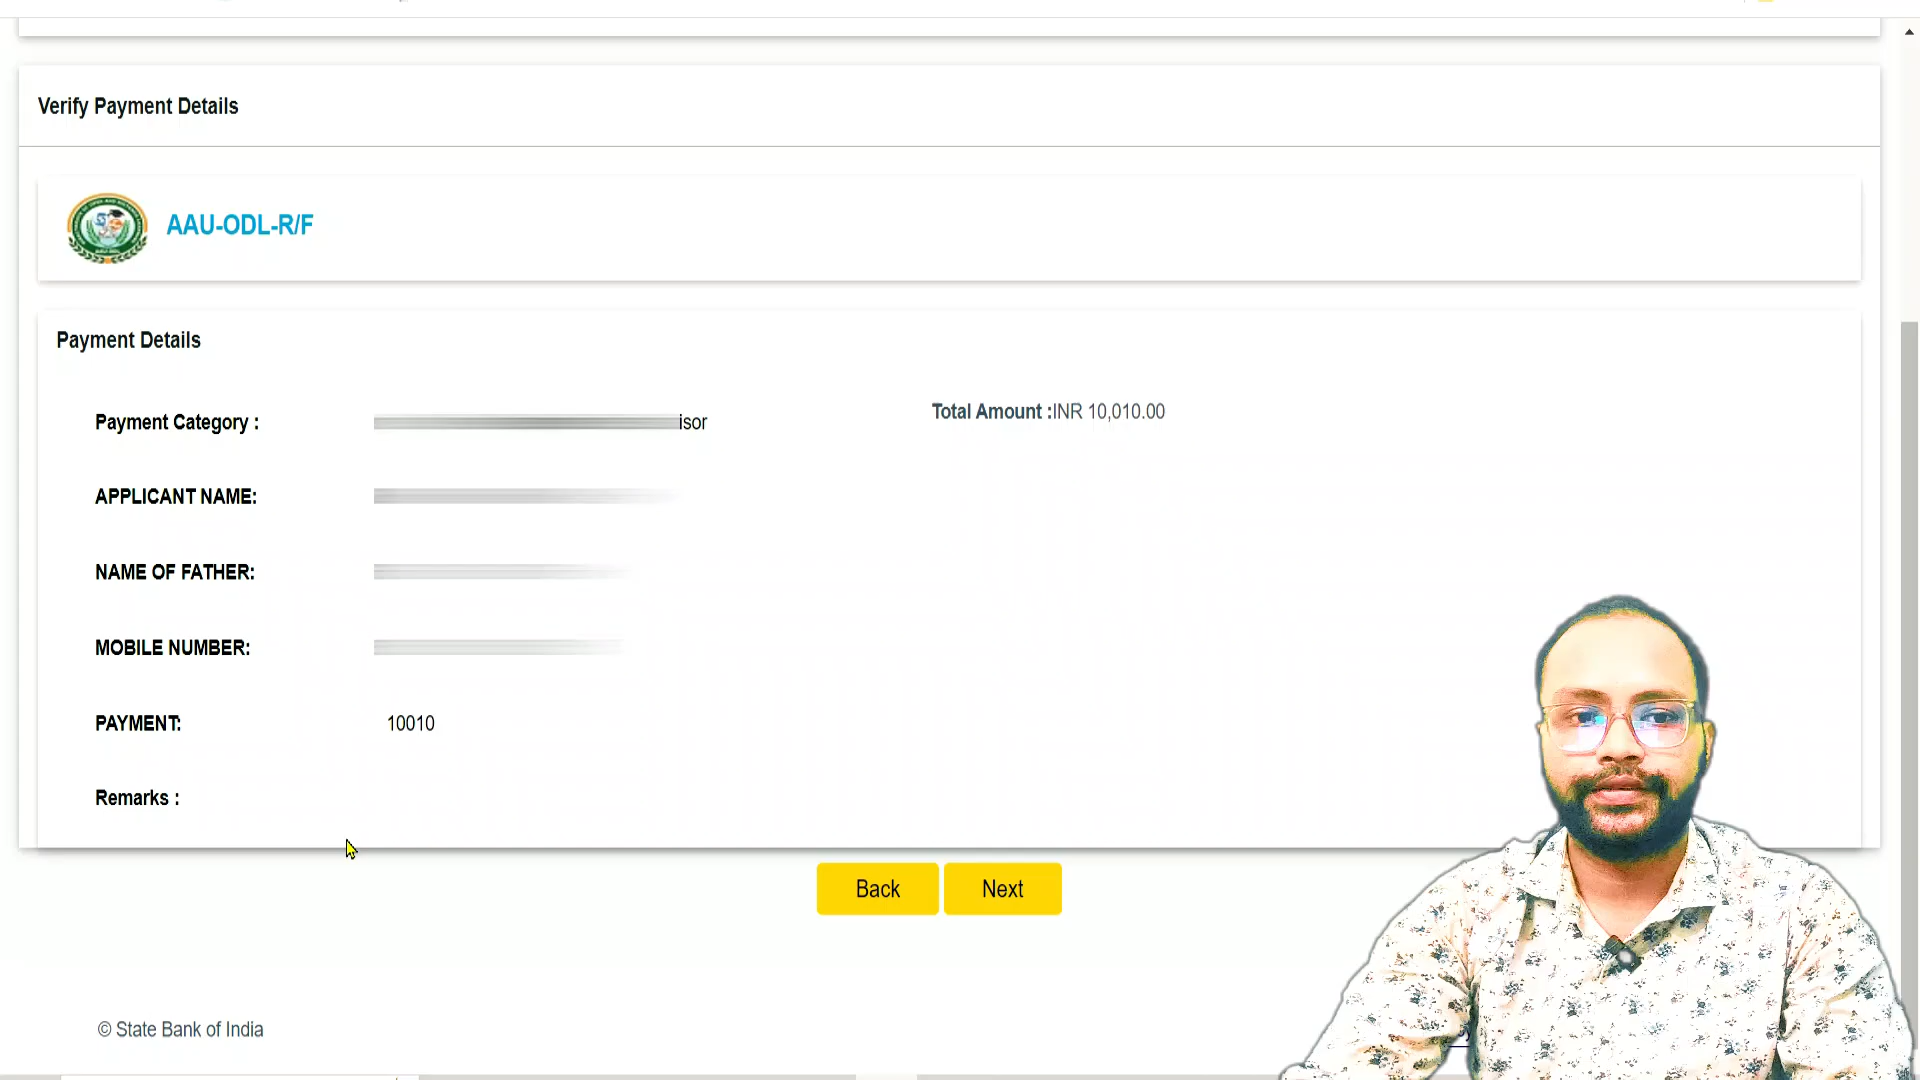 Verify Payment Details
AAU-ODL-R/F
Payment Details
Payment Category : isor
Total Amount :INR 10,010.00
APPLICANT NAME:
NAME OF FATHER:
MOBILE NUMBER:
PAYMENT: 10010
Remarks :
Back Next
© State Bank of India